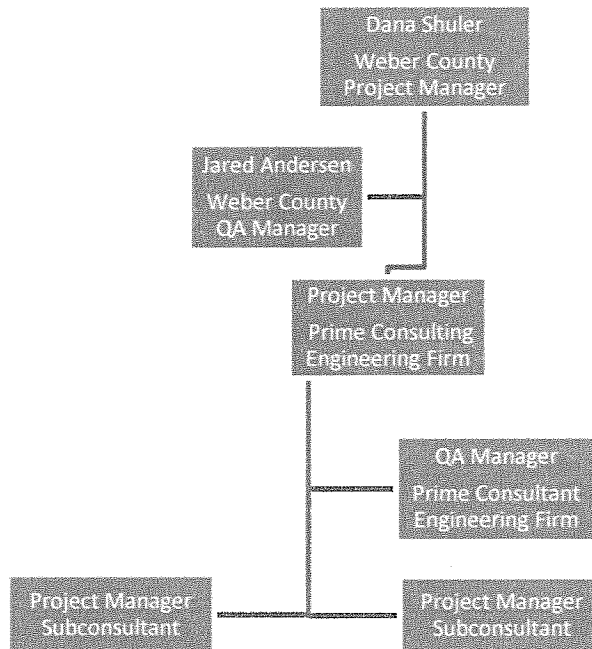 Dana Shuler
Weber County
Project Manager
Jared Andersen
Weber County
QA Manager
Project Manager
Prime Consulting
Engineering Firm
QA Manager
Prime Consultant
Engineering Firm
Project Manager
Subconsultant
Project Manager
Subconsultant